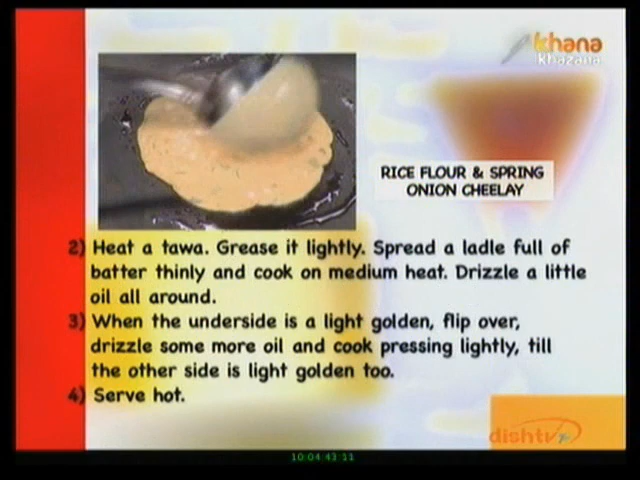 khana
khazana
RICE FLOUR & SPRING
ONION CHEELAY
2) Heat a tawa. Grease it lightly. Spread a ladle full of
batter thinly and cook on medium heat. Drizzle a little
oil all around.
3) When the underside is a light golden, flip over,
drizzle some more oil and cook pressing lightly, till
the other side is light golden too.
4) Serve hot.
dishtv
10:04:43:11